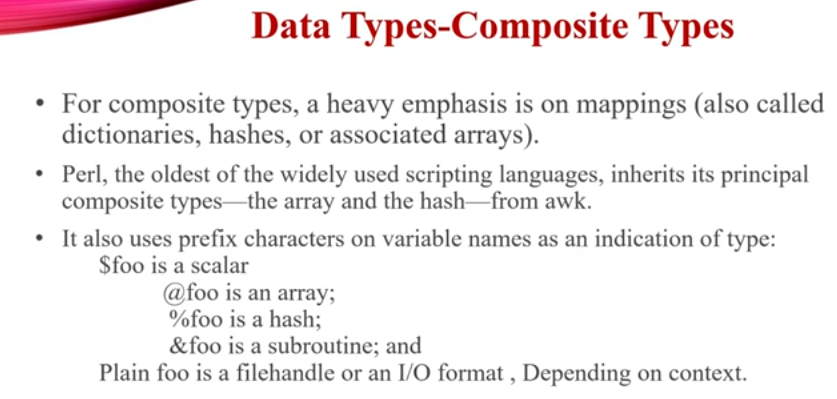 Data Types-Composite Types
• For composite types, a heavy emphasis is on mappings (also called
dictionaries, hashes, or associated arrays).
• Perl, the oldest of the widely used scripting languages, inherits its principal
composite types—the array and the hash—from awk.
• It also uses prefix characters on variable names as an indication of type:
$foo is a scalar
@foo is an array;
%foo is a hash;
&foo is a subroutine; and
Plain foo is a filehandle or an I/O format , Depending on context.